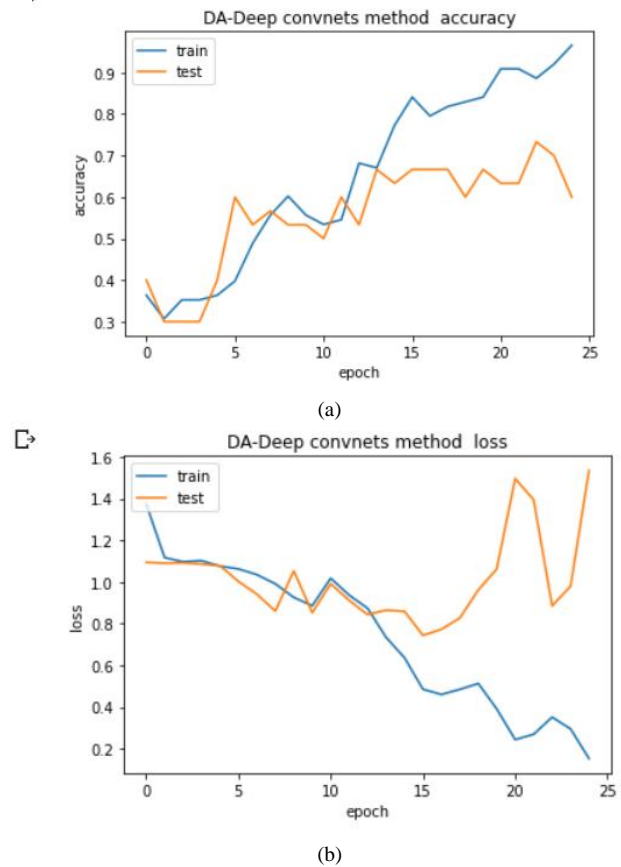 DA-Deep convnets method accuracy
train
test
0.9
0.8
0.7
0.6
0.5
0.4
0.3
accuracy
0 5 10 15 20 25
epoch
(a)
DA-Deep convnets method loss
train
test
1.6
1.4
1.2
1.0
0.8
0.6
0.4
0.2
loss
0 5 10 15 20 25
epoch
(b)